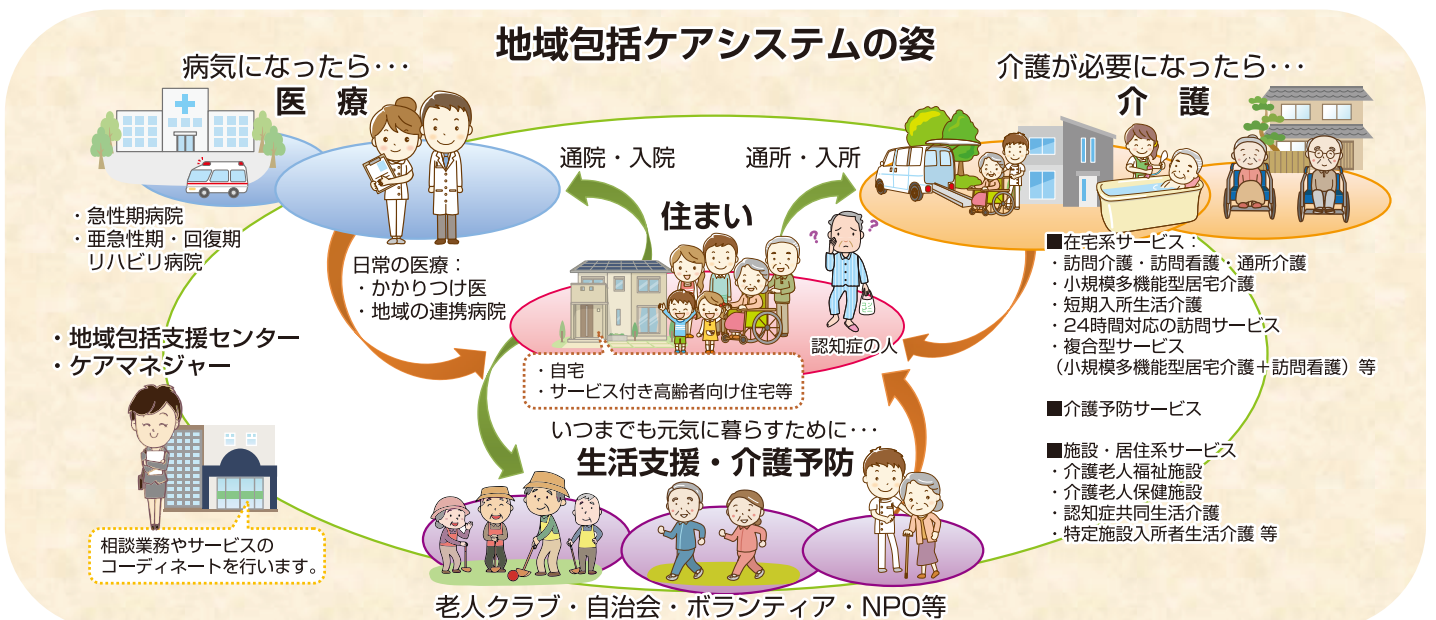 地域包括ケアシステムの姿
病気になったら･･･
医　療
・急性期病院
・亜急性期・回復期
リハビリ病院
日常の医療：
・かかりつけ医
・地域の連携病院
通院・入院
通所・入所
介護が必要になったら･･･
介　護
■在宅系サービス：
・訪問介護・訪問看護・通所介護
・小規模多機能型居宅介護
・短期入所生活介護
・24時間対応の訪問サービス
・複合型サービス
（小規模多機能型居宅介護＋訪問看護）等
■介護予防サービス
■施設・居住系サービス
・介護老人福祉施設
・介護老人保健施設
・認知症共同生活介護
・特定施設入所者生活介護 等
住まい
?
?
認知症の人
・自宅
・サービス付き高齢者向け住宅等
・地域包括支援センター
・ケアマネジャー
相談業務やサービスの
コーディネートを行います。
いつまでも元気に暮らすために･･･
生活支援・介護予防
老人クラブ・自治会・ボランティア・NPO等